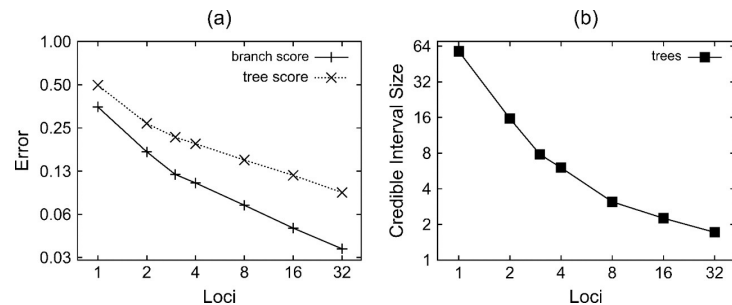 (a)
branch score
tree score
Error
1.00
0.50
0.25
0.13
0.06
0.03
1 2 4 8 16 32
Loci
(b)
trees
Credible Interval Size
64
32
16
8
4
2
1
1 2 4 8 16 32
Loci